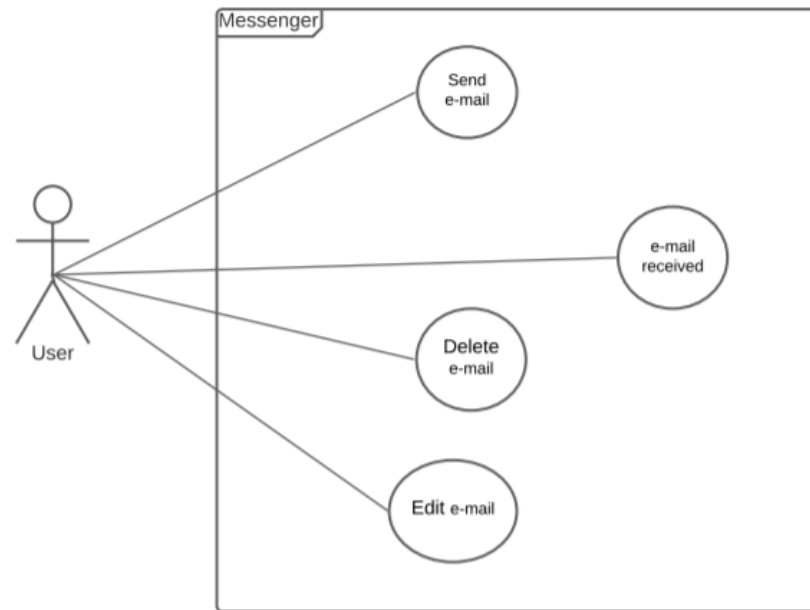 Messenger
Send
e-mail
e-mail
received
User
Delete
e-mail
Edit e-mail